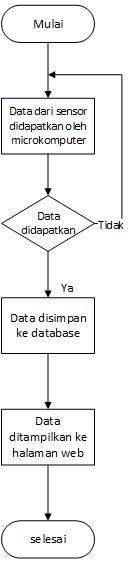 Mulai
Data dari sensor
didapatkan oleh
microkomputer
Data
didapatkan
Tidak
Ya
Data disimpan
ke database
Data
ditampilkan ke
halaman web
selesai